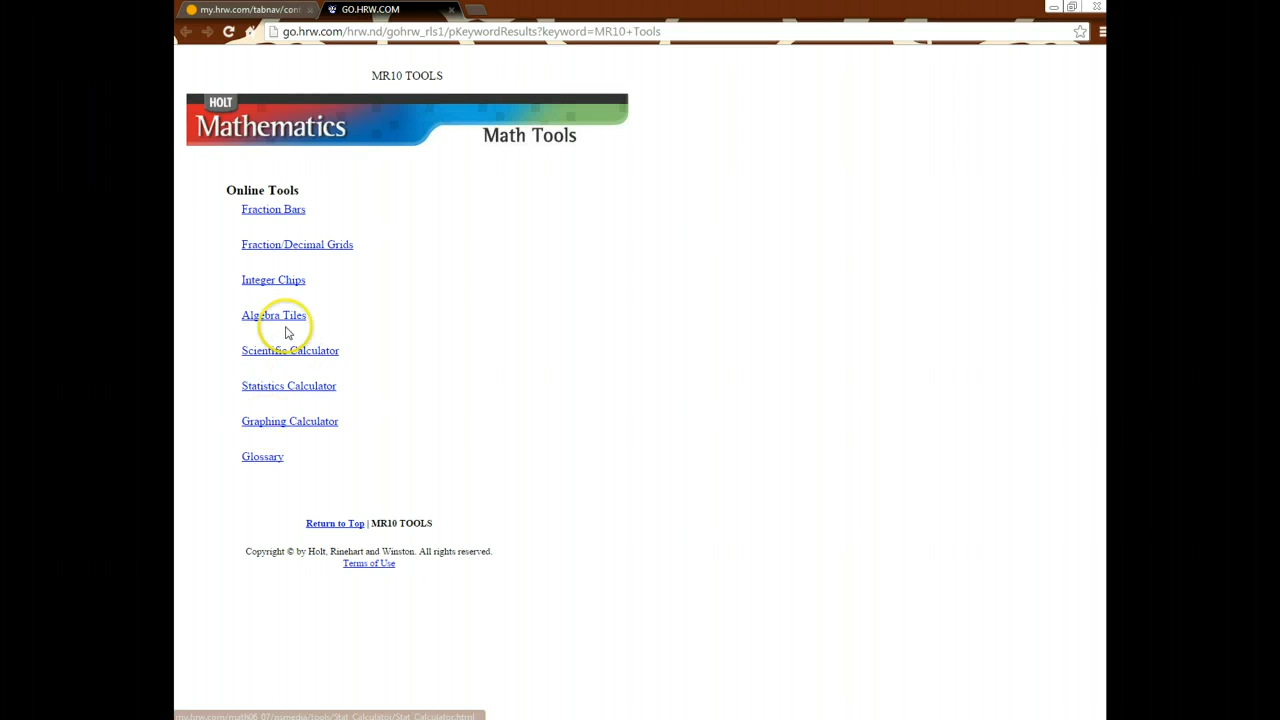 my.hrw.com/tabnav/cont
GO.HRW.COM
go.hrw.com/hrw.nd/gohrw_rls1/pKeywordResults?keyword=MR10+Tools
MR10 TOOLS
HOLT
Mathematics
Math Tools
Online Tools
Fraction Bars
Fraction/Decimal Grids
Integer Chips
Algebra Tiles
Scientific Calculator
Statistics Calculator
Graphing Calculator
Glossary
Return to Top | MR10 TOOLS
Copyright © by Holt, Rinehart and Winston. All rights reserved.
Terms of Use